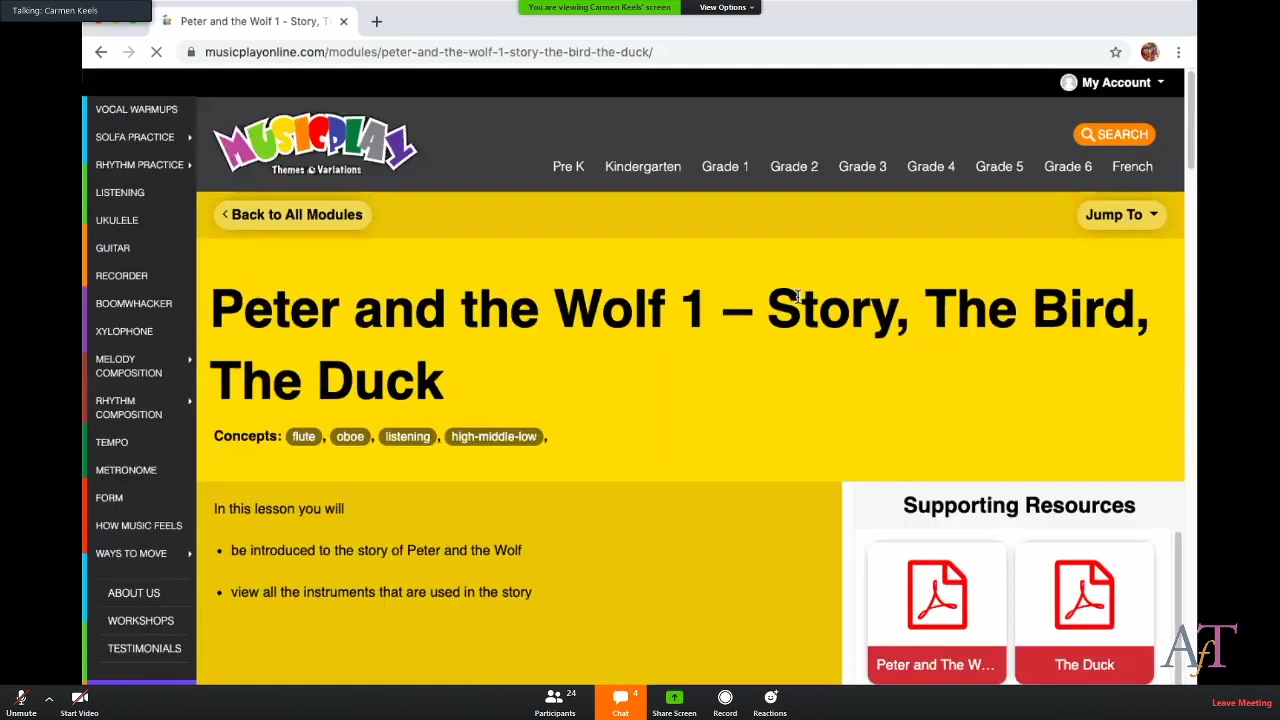 Talking: Carmen Keels
You are viewing Carmen Keels' screen
View Options
Peter and the Wolf 1 – Story, T
musicplayonline.com/modules/peter-and-the-wolf-1-story-the-bird-the-duck/
My Account
MUSICPLAY
Themes & Variations
SEARCH
Pre K Kindergarten Grade 1 Grade 2 Grade 3 Grade 4 Grade 5 Grade 6 French
VOCAL WARMUPS
SOLFA PRACTICE
RHYTHM PRACTICE
LISTENING
UKULELE
GUITAR
RECORDER
BOOMWHACKER
XYLOPHONE
MELODY
COMPOSITION
RHYTHM
COMPOSITION
TEMPO
METRONOME
FORM
HOW MUSIC FEELS
WAYS TO MOVE
ABOUT US
WORKSHOPS
TESTIMONIALS
Back to All Modules
Jump To
Peter and the Wolf 1 – Story, The Bird,
The Duck
Concepts: flute, oboe, listening, high-middle-low,
In this lesson you will
• be introduced to the story of Peter and the Wolf
• view all the instruments that are used in the story
Supporting Resources
Peter and The W...
The Duck
AfT
Unmute
Start Video
24
Participants
4
Chat
Share Screen
Record
Reactions
Leave Meeting